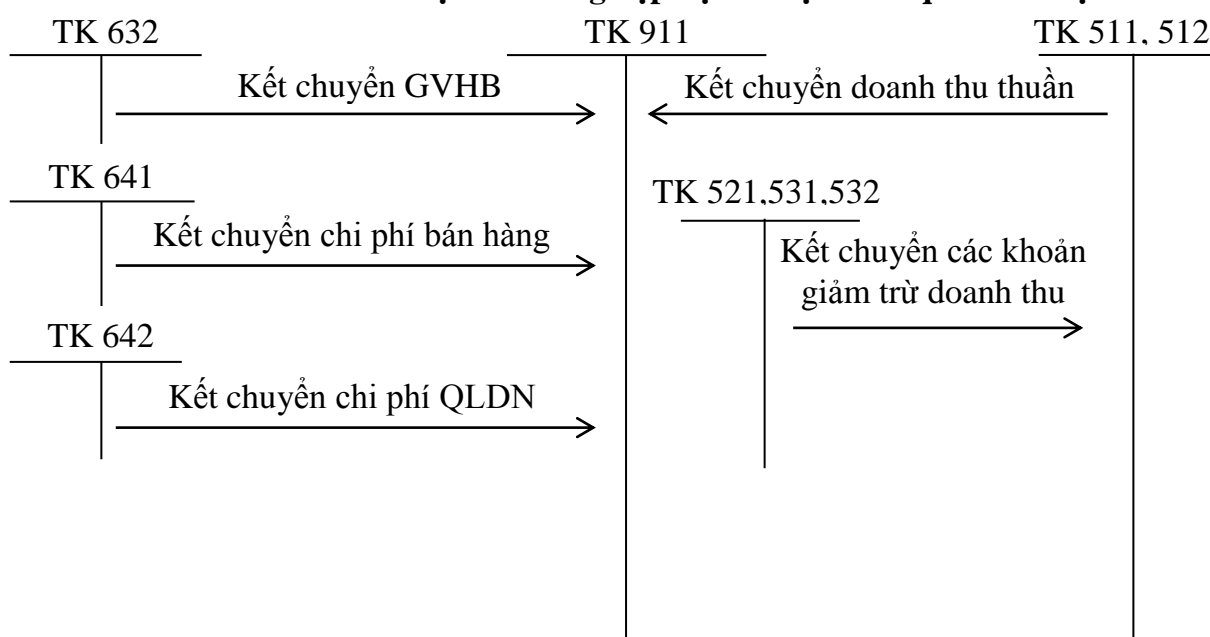 TK 632
TK 911
TK 511, 512
Kết chuyển GVHB
Kết chuyển doanh thu thuần
TK 641
TK 521,531,532
Kết chuyển chi phí bán hàng
Kết chuyển các khoản
giảm trừ doanh thu
TK 642
Kết chuyển chi phí QLDN